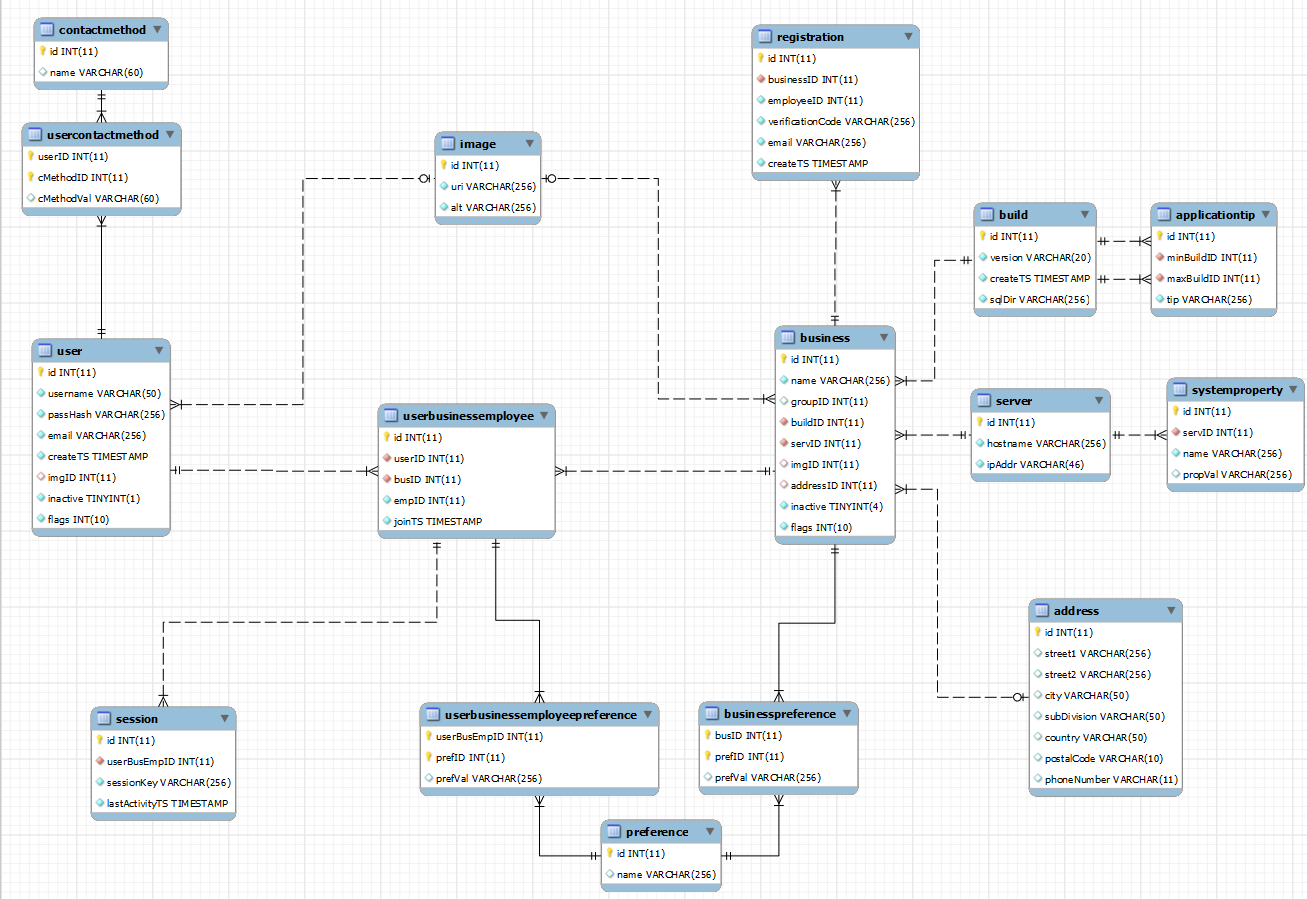 contactmethod
id INT(11)
name VARCHAR(60)
usercontactmethod
userID INT(11)
cMethodID INT(11)
cMethodVal VARCHAR(60)
image
id INT(11)
uri VARCHAR(256)
alt VARCHAR(256)
registration
id INT(11)
businessID INT(11)
employeeID INT(11)
verificationCode VARCHAR(256)
email VARCHAR(256)
createTS TIMESTAMP
build
id INT(11)
version VARCHAR(20)
createTS TIMESTAMP
sqlDir VARCHAR(256)
applicationtip
id INT(11)
minBuildID INT(11)
maxBuildID INT(11)
tip VARCHAR(256)
user
id INT(11)
username VARCHAR(50)
passHash VARCHAR(256)
email VARCHAR(256)
createTS TIMESTAMP
imgID INT(11)
inactive TINYINT(1)
flags INT(10)
userbusinessemployee
id INT(11)
userID INT(11)
busID INT(11)
empID INT(11)
joinTS TIMESTAMP
business
id INT(11)
name VARCHAR(256)
groupID INT(11)
buildID INT(11)
servID INT(11)
imgID INT(11)
addressID INT(11)
inactive TINYINT(4)
flags INT(10)
server
id INT(11)
hostname VARCHAR(256)
ipAddr VARCHAR(46)
systemproperty
id INT(11)
servID INT(11)
name VARCHAR(256)
propVal VARCHAR(256)
address
id INT(11)
street1 VARCHAR(256)
street2 VARCHAR(256)
city VARCHAR(50)
subDivision VARCHAR(50)
country VARCHAR(50)
postalCode VARCHAR(10)
phoneNumber VARCHAR(11)
session
id INT(11)
userBusEmpID INT(11)
sessionKey VARCHAR(256)
lastActivityTS TIMESTAMP
userbusinessemployeepreference
userBusEmpID INT(11)
prefID INT(11)
prefVal VARCHAR(256)
businesspreference
busID INT(11)
prefID INT(11)
prefVal VARCHAR(256)
preference
id INT(11)
name VARCHAR(256)